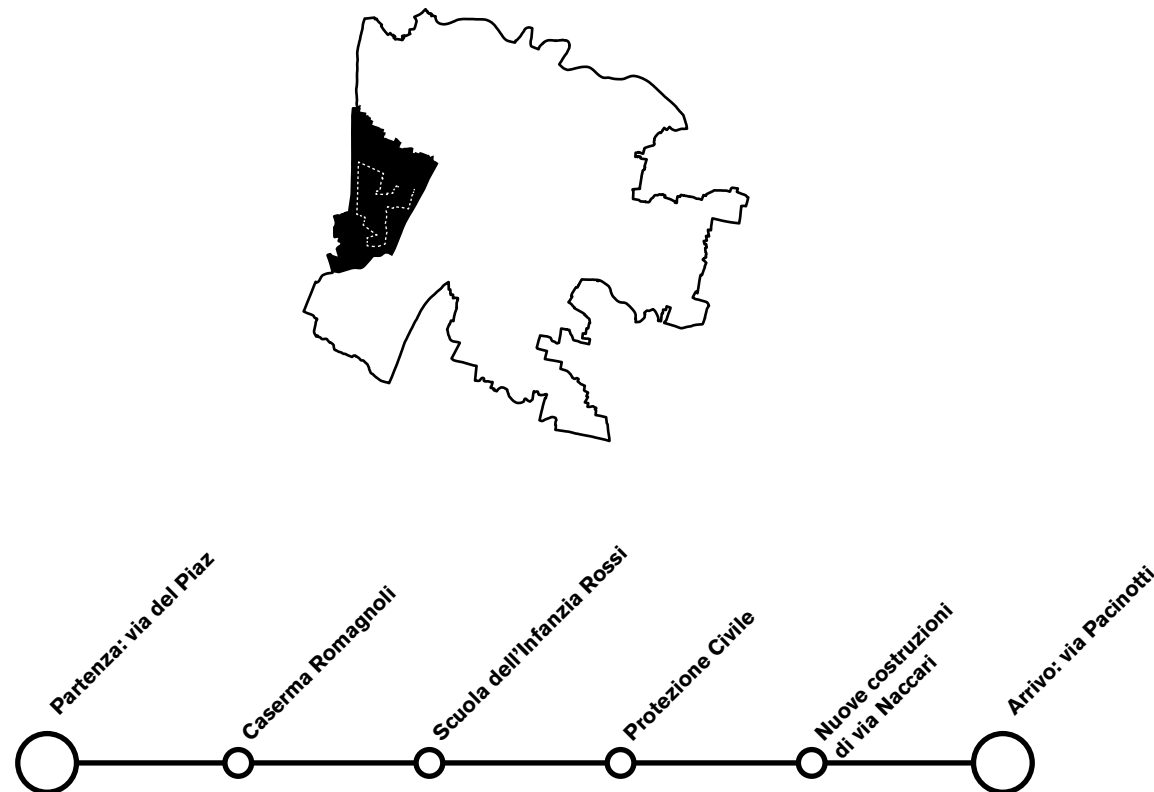 Partenza: via del Piaz
Caserma Romagnoli
Scuola dell'Infanzia Rossi
Protezione Civile
Nuove costruzioni
di via Naccari
Arrivo: via Pacinotti